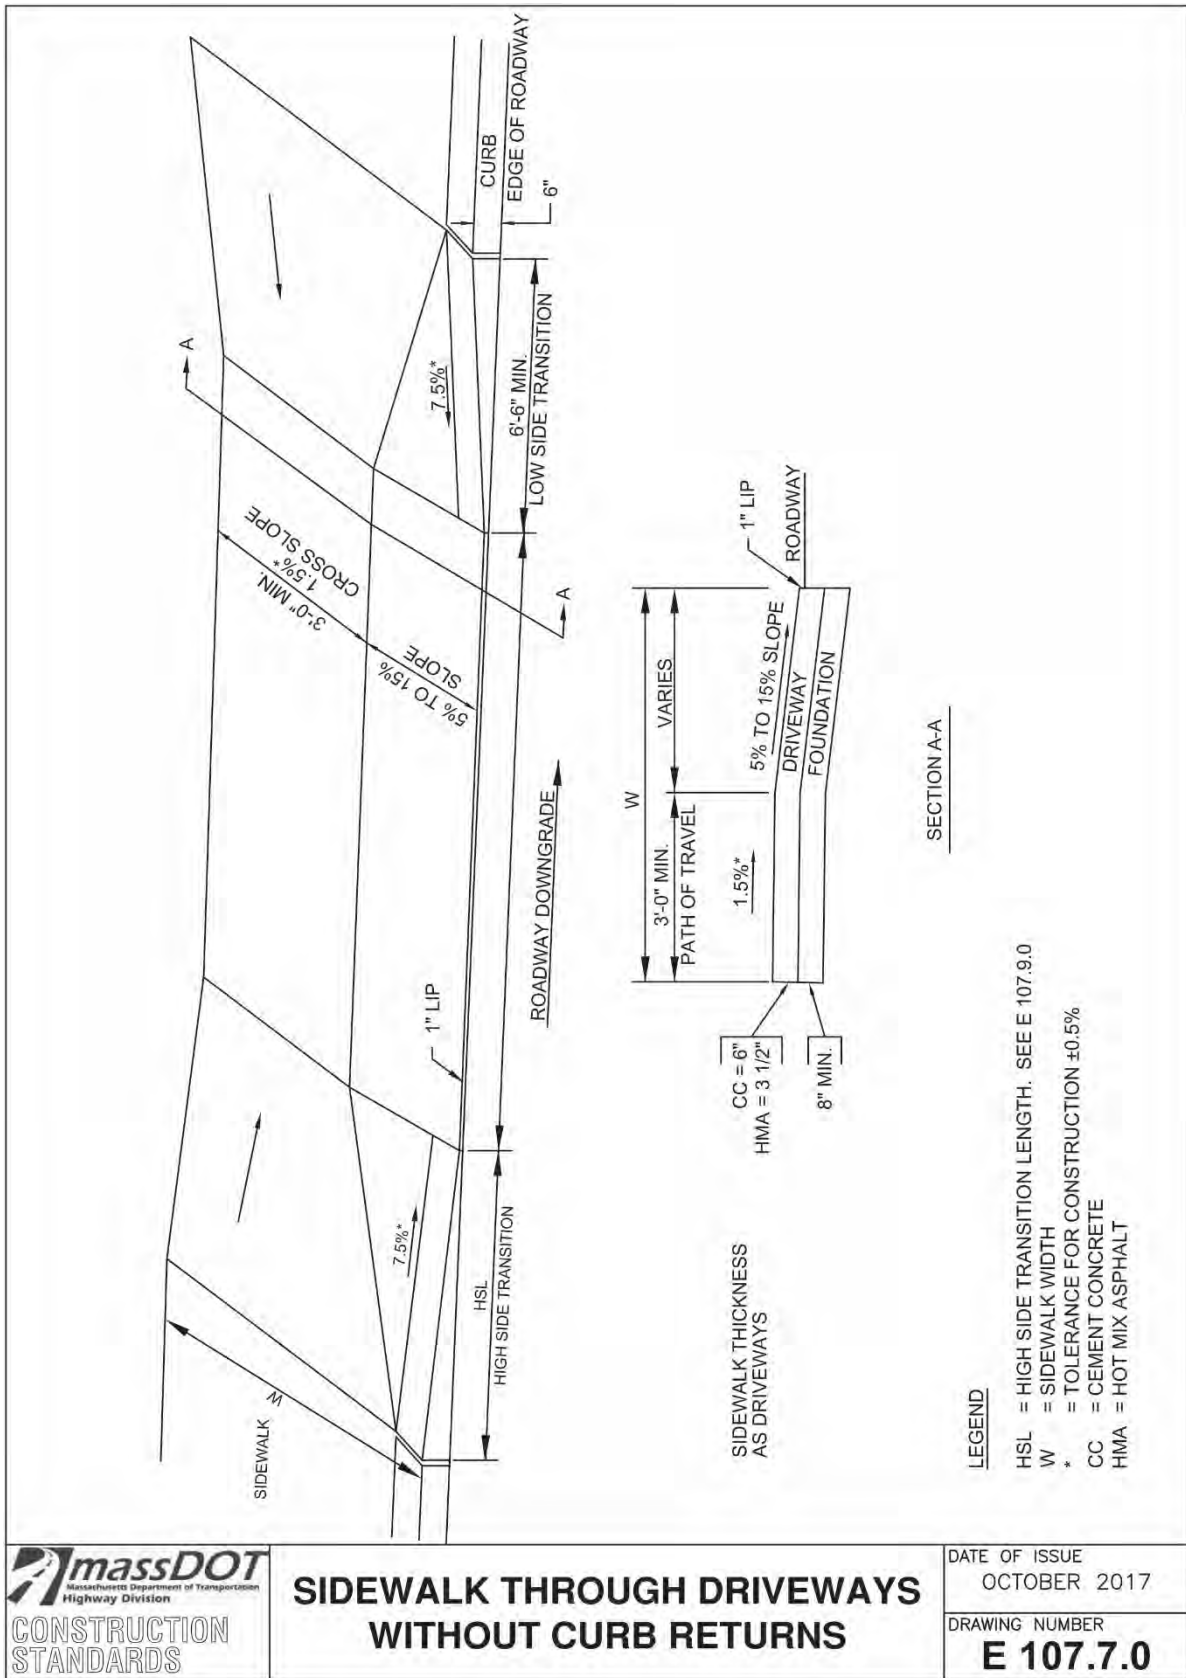 A
A
CURB
EDGE OF ROADWAY
6"
7.5%*
6'-6" MIN.
LOW SIDE TRANSITION
3'-0" MIN.
1.5%*
CROSS SLOPE
5% TO 15%
SLOPE
ROADWAY DOWNGRADE
1" LIP
7.5%*
HSL
HIGH SIDE TRANSITION
W
SIDEWALK
W
3'-0" MIN.
PATH OF TRAVEL
VARIES
1" LIP
ROADWAY
1.5%*
5% TO 15% SLOPE
DRIVEWAY
FOUNDATION
CC = 6"
HMA = 3 1/2"
8" MIN.
SECTION A-A
SIDEWALK THICKNESS
AS DRIVEWAYS
LEGEND
HSL = HIGH SIDE TRANSITION LENGTH. SEE E 107.9.0
W = SIDEWALK WIDTH
* = TOLERANCE FOR CONSTRUCTION ±0.5%
CC = CEMENT CONCRETE
HMA = HOT MIX ASPHALT
massDOT
Massachusetts Department of Transportation
Highway Division
CONSTRUCTION
STANDARDS
SIDEWALK THROUGH DRIVEWAYS
WITHOUT CURB RETURNS
DATE OF ISSUE
OCTOBER 2017
DRAWING NUMBER
E 107.7.0